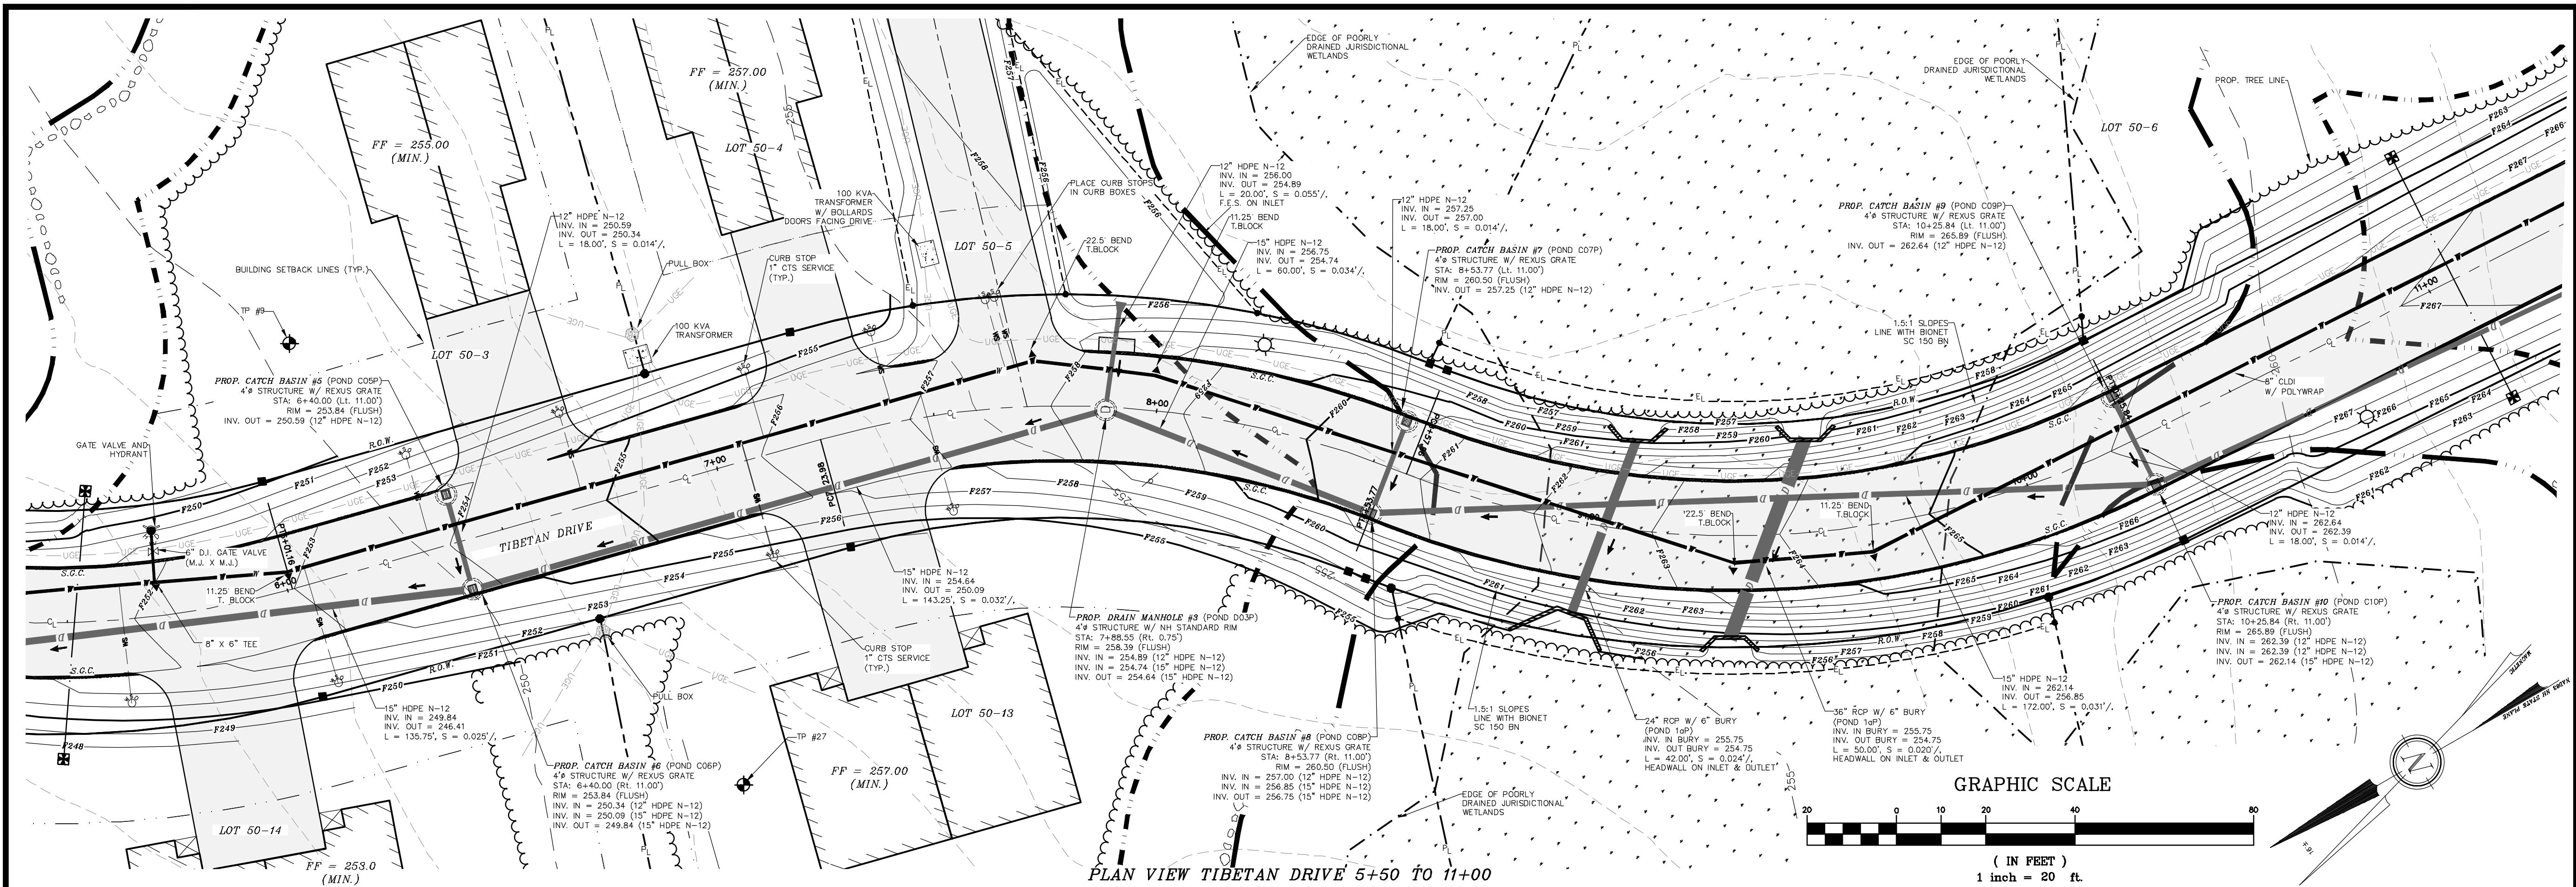 EDGE OF POORLY
DRAINED JURISDICTIONAL
WETLANDS
EDGE OF POORLY
DRAINED JURISDICTIONAL
WETLANDS
PROP. TREE LINE
LOT 50-6
FF = 257.00
(MIN.)
FF = 255.00
(MIN.)
LOT 50-4
255
100 KVA
TRANSFORMER
W/ BOLLARDS
DOORS FACING DRIVE
PLACE CURB STOPS
IN CURB BOXES
LOT 50-5
22.5° BEND
T.BLOCK
12" HDPE N-12
INV. IN = 256.00
INV. OUT = 254.89
L = 20.00', S = 0.055'/,
F.E.S. ON INLET
11.25° BEND
T.BLOCK
15" HDPE N-12
INV. IN = 256.75
INV. OUT = 254.74
L = 60.00', S = 0.034'/,
12" HDPE N-12
INV. IN = 257.25
INV. OUT = 257.00
L = 18.00', S = 0.014'/,
PROP. CATCH BASIN #7 (POND C07P)
4'ø STRUCTURE W/ REXUS GRATE
STA: 8+53.77 (Lt. 11.00')
RIM = 260.50 (FLUSH)
INV. OUT = 257.25 (12" HDPE N-12)
PROP. CATCH BASIN #9 (POND C09P)
4'ø STRUCTURE W/ REXUS GRATE
STA: 10+25.84 (Lt. 11.00')
RIM = 265.89 (FLUSH)
INV. OUT = 262.64 (12" HDPE N-12)
1.5:1 SLOPES
LINE WITH BIONET
SC 150 BN
12" HDPE N-12
INV. IN = 250.59
INV. OUT = 250.34
L = 18.00', S = 0.014'/,
BUILDING SETBACK LINES (TYP.)
PULL BOX
CURB STOP
1" CTS SERVICE
(TYP.)
TP #9
100 KVA
TRANSFORMER
LOT 50-3
PROP. CATCH BASIN #5 (POND C05P)
4'ø STRUCTURE W/ REXUS GRATE
STA: 6+40.00 (Lt. 11.00')
RIM = 253.84 (FLUSH)
INV. OUT = 250.59 (12" HDPE N-12)
GATE VALVE AND
HYDRANT
R.O.W.
6" D.I. GATE VALVE
(M.J. X M.J.)
S.G.C.
11.25° BEND
T. BLOCK
8" X 6" TEE
TIBETAN DRIVE
6+00
7+00
8+00
11+00
8" CLDI
W/ POLYWRAP
22.5° BEND
T.BLOCK
11.25° BEND
T.BLOCK
12" HDPE N-12
INV. IN = 262.64
INV. OUT = 262.39
L = 18.00', S = 0.014'/,
15" HDPE N-12
INV. IN = 254.64
INV. OUT = 250.09
L = 143.25', S = 0.032'/,
PROP. DRAIN MANHOLE #3 (POND D03P)
4'ø STRUCTURE W/ NH STANDARD RIM
STA: 7+88.55 (Rt. 0.75')
RIM = 258.39 (FLUSH)
INV. IN = 254.89 (12" HDPE N-12)
INV. IN = 254.74 (15" HDPE N-12)
INV. OUT = 254.64 (15" HDPE N-12)
PROP. CATCH BASIN #10 (POND C10P)
4'ø STRUCTURE W/ REXUS GRATE
STA: 10+25.84 (Rt. 11.00')
RIM = 265.89 (FLUSH)
INV. IN = 262.39 (12" HDPE N-12)
INV. IN = 262.39 (12" HDPE N-12)
INV. OUT = 262.14 (15" HDPE N-12)
CURB STOP
1" CTS SERVICE
(TYP.)
PULL BOX
15" HDPE N-12
INV. IN = 249.84
INV. OUT = 246.41
L = 135.75', S = 0.025'/,
LOT 50-13
15" HDPE N-12
INV. IN = 262.14
INV. OUT = 256.85
L = 172.00', S = 0.031'/,
1.5:1 SLOPES
LINE WITH BIONET
SC 150 BN
24" RCP W/ 6" BURY
(POND 1aP)
INV. IN BURY = 255.75
INV. OUT BURY = 254.75
L = 42.00', S = 0.024'/,
HEADWALL ON INLET & OUTLET
36" RCP W/ 6" BURY
(POND 1aP)
INV. IN BURY = 255.75
INV. OUT BURY = 254.75
L = 50.00', S = 0.020'/,
HEADWALL ON INLET & OUTLET
PROP. CATCH BASIN #8 (POND C08P)
4'ø STRUCTURE W/ REXUS GRATE
STA: 8+53.77 (Rt. 11.00')
RIM = 260.50 (FLUSH)
INV. IN = 257.00 (12" HDPE N-12)
INV. IN = 256.85 (15" HDPE N-12)
INV. OUT = 256.75 (15" HDPE N-12)
TP #27
PROP. CATCH BASIN #6 (POND C06P)
4'ø STRUCTURE W/ REXUS GRATE
STA: 6+40.00 (Rt. 11.00')
RIM = 253.84 (FLUSH)
INV. IN = 250.34 (12" HDPE N-12)
INV. IN = 250.09 (15" HDPE N-12)
INV. OUT = 249.84 (15" HDPE N-12)
FF = 257.00
(MIN.)
EDGE OF POORLY
DRAINED JURISDICTIONAL
WETLANDS
255
LOT 50-14
FF = 253.0
(MIN.)
MAGNETIC
NAD83 NH STATE PLANE
N
GRAPHIC SCALE
20 0 10 20 40 80
( IN FEET )
1 inch = 20 ft.
PLAN VIEW TIBETAN DRIVE 5+50 TO 11+00